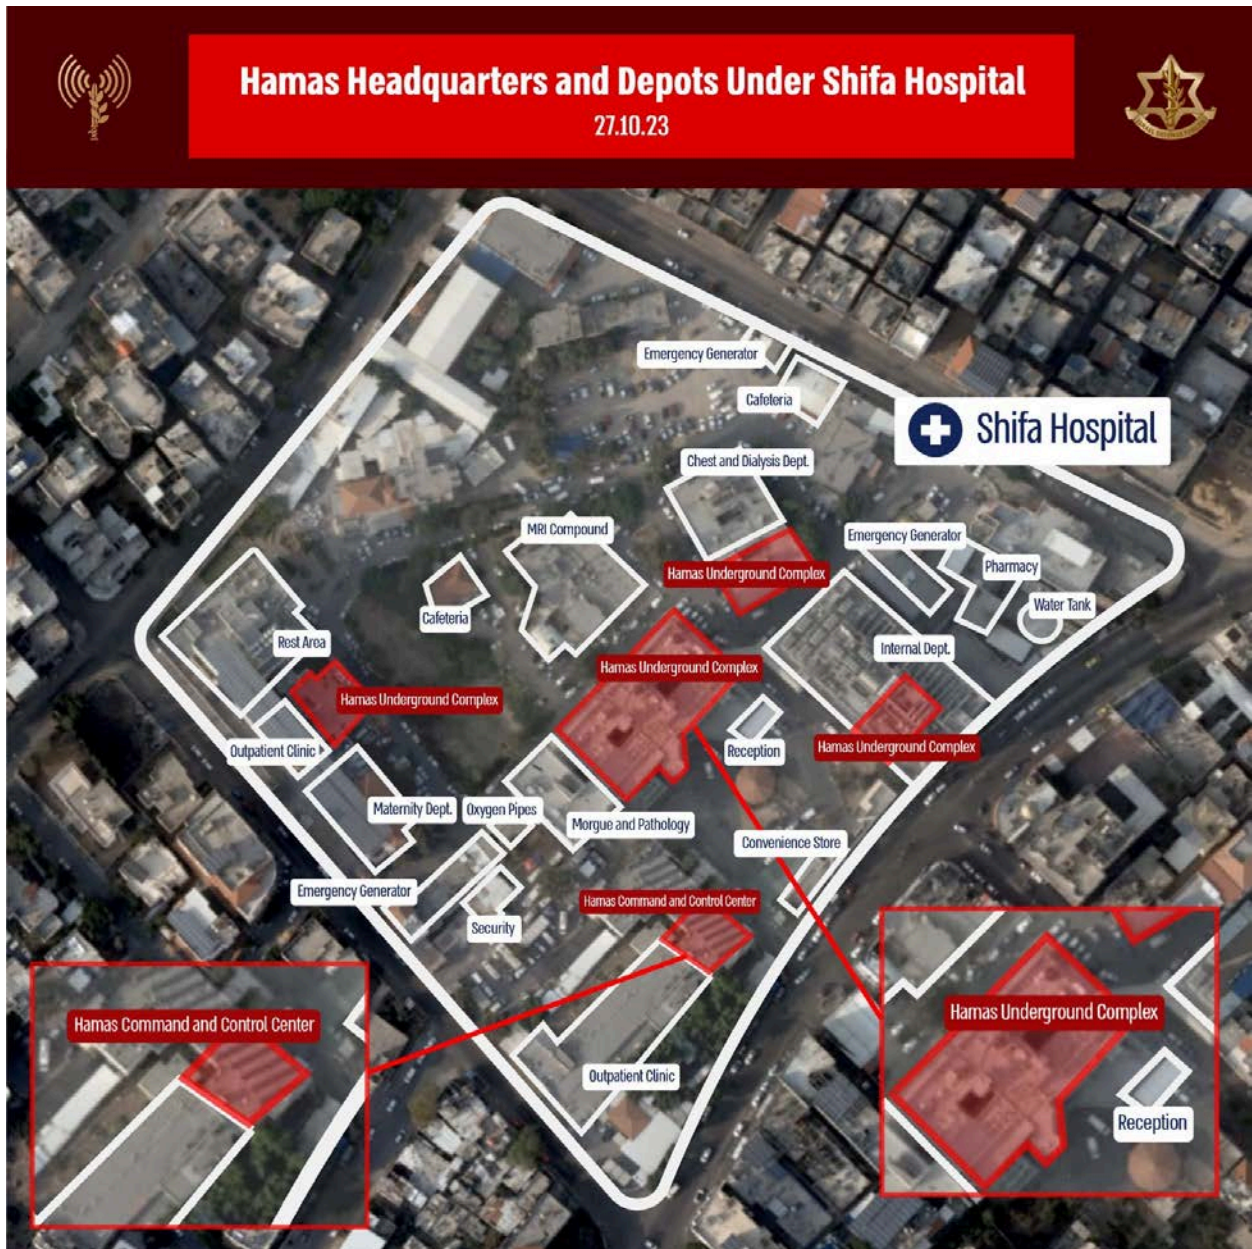 Hamas Headquarters and Depots Under Shifa Hospital
27.10.23
Emergency Generator
Cafeteria
Shifa Hospital
Chest and Dialysis Dept.
MRI Compound
Emergency Generator
Hamas Underground Complex
Pharmacy
Water Tank
Cafeteria
Rest Area
Internal Dept.
Hamas Underground Complex
Hamas Underground Complex
Outpatient Clinic
Reception
Hamas Underground Complex
Maternity Dept.
Oxygen Pipes
Morgue and Pathology
Convenience Store
Emergency Generator
Hamas Command and Control Center
Security
Hamas Command and Control Center
Hamas Underground Complex
Outpatient Clinic
Reception